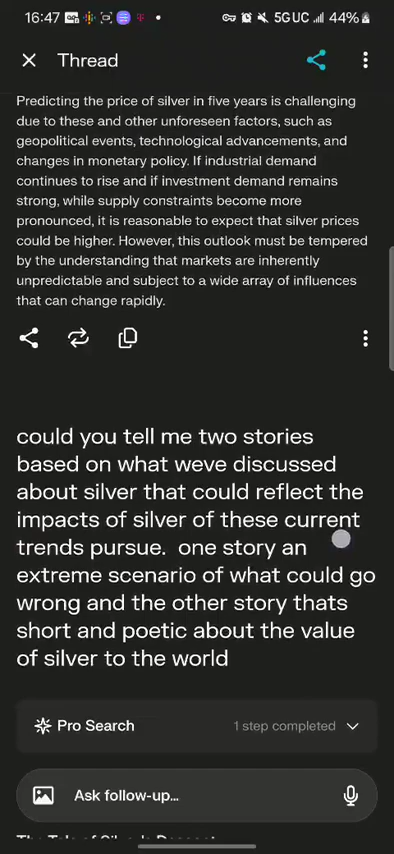 16:47 5G UC 44%
Thread
Predicting the price of silver in five years is challenging
due to these and other unforeseen factors, such as
geopolitical events, technological advancements, and
changes in monetary policy. If industrial demand
continues to rise and if investment demand remains
strong, while supply constraints become more
pronounced, it is reasonable to expect that silver prices
could be higher. However, this outlook must be tempered
by the understanding that markets are inherently
unpredictable and subject to a wide array of influences
that can change rapidly.
could you tell me two stories
based on what weve discussed
about silver that could reflect the
impacts of silver of these current
trends pursue. one story an
extreme scenario of what could go
wrong and the other story thats
short and poetic about the value
of silver to the world
Pro Search 1 step completed
Ask follow-up...